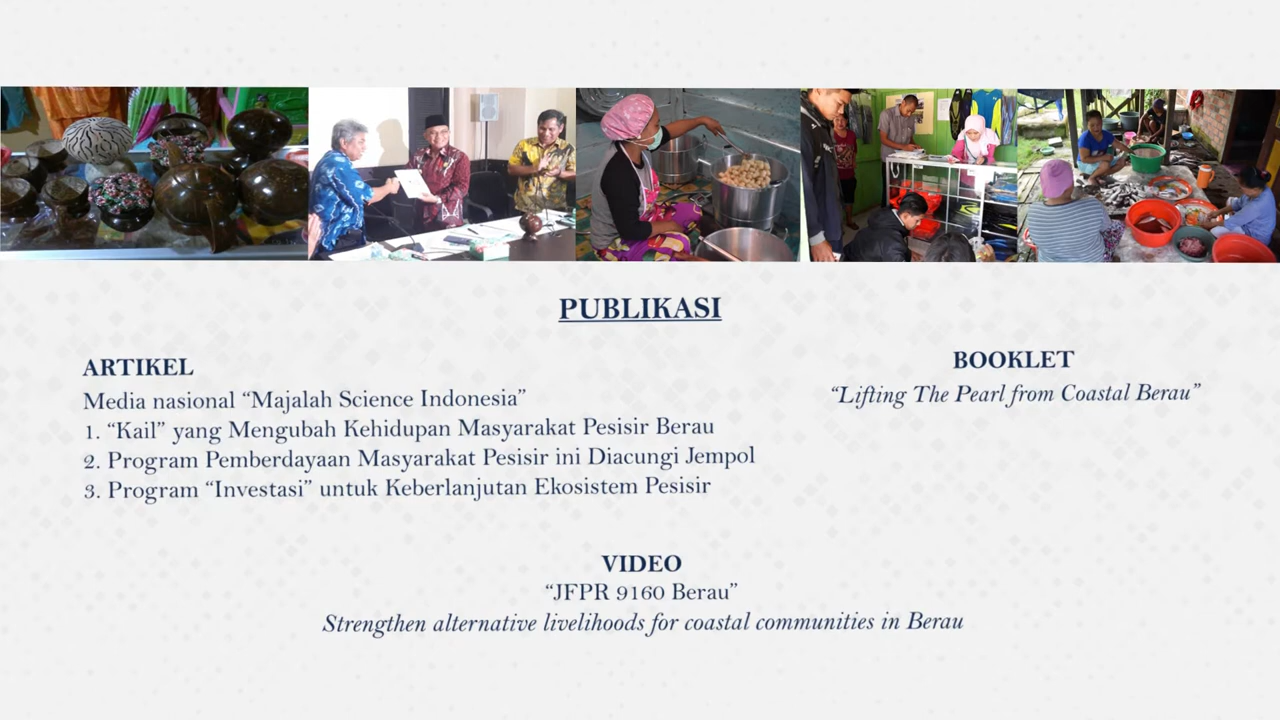 PUBLIKASI
ARTIKEL
Media nasional “Majalah Science Indonesia”
1. “Kail” yang Mengubah Kehidupan Masyarakat Pesisir Berau
2. Program Pemberdayaan Masyarakat Pesisir ini Diacungi Jempol
3. Program “Investasi” untuk Keberlanjutan Ekosistem Pesisir
BOOKLET
“Lifting The Pearl from Coastal Berau”
VIDEO
“JFPR 9160 Berau”
Strengthen alternative livelihoods for coastal communities in Berau